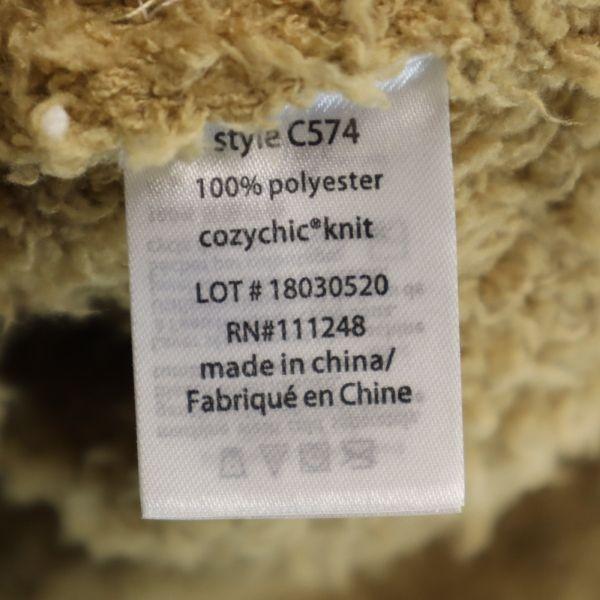 style C574
100% polyester
cozychic®knit
LOT # 18030520
RN#111248
made in china/
Fabriqué en Chine